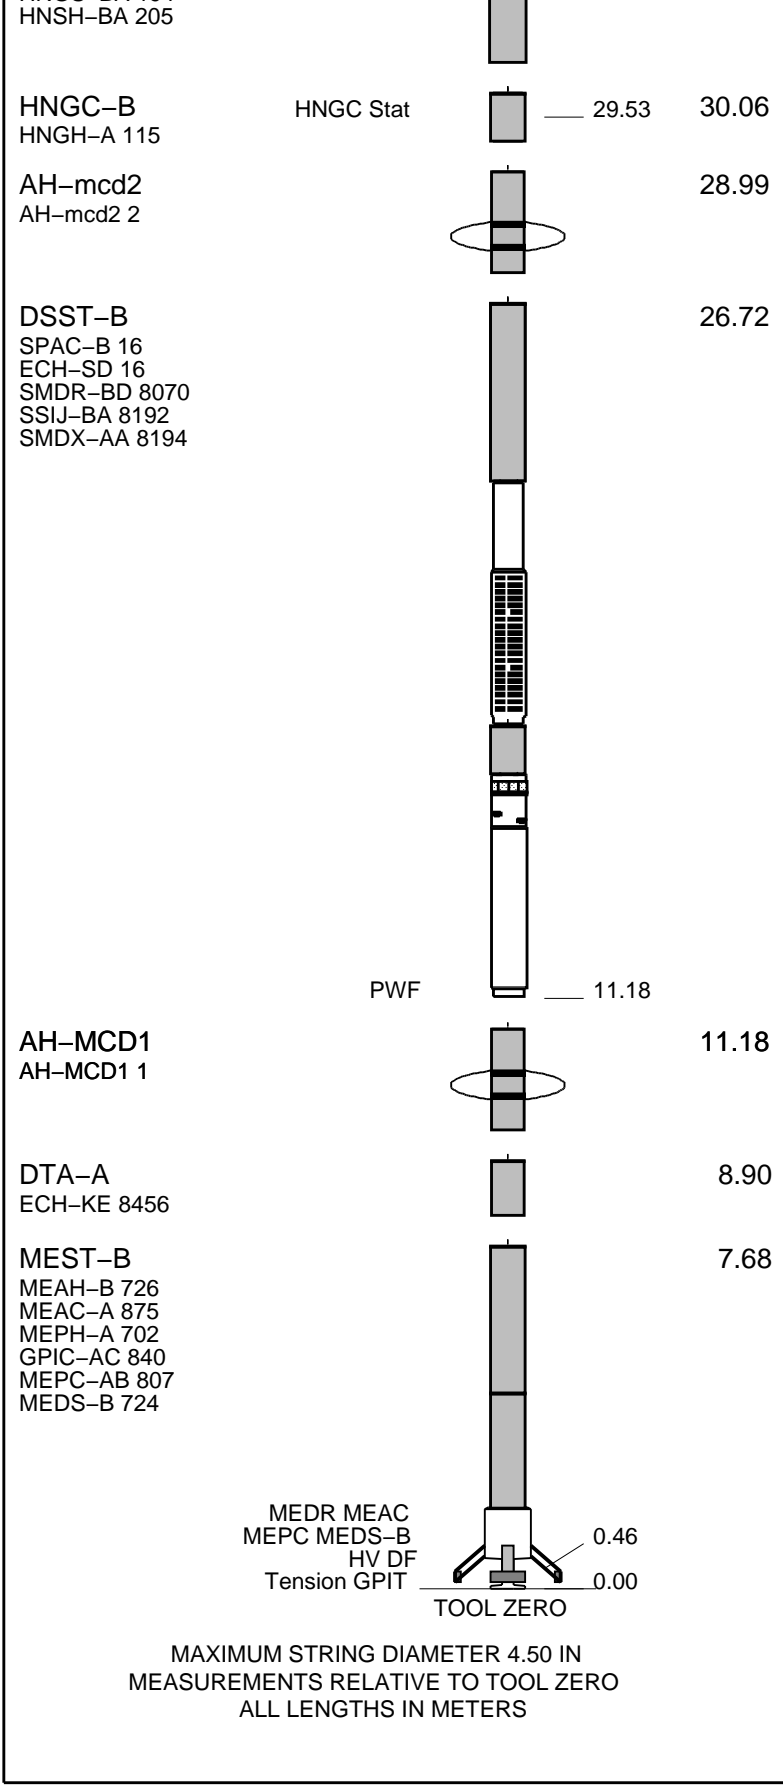 HNSH–BA 205
HNGC–B HNGC Stat 29.53 30.06
HNGH–A 115
AH–mcd2 28.99
AH–mcd2 2
DSST–B 26.72
SPAC–B 16
ECH–SD 16
SMDR–BD 8070
SSIJ–BA 8192
SMDX–AA 8194
PWF 11.18
AH–MCD1 11.18
AH–MCD1 1
DTA–A 8.90
ECH–KE 8456
MEST–B 7.68
MEAH–B 726
MEAC–A 875
MEPH–A 702
GPIC–AC 840
MEPC–AB 807
MEDS–B 724
MEDR MEAC
MEPC MEDS–B 0.46
HV DF
Tension GPIT 0.00
TOOL ZERO
MAXIMUM STRING DIAMETER 4.50 IN
MEASUREMENTS RELATIVE TO TOOL ZERO
ALL LENGTHS IN METERS